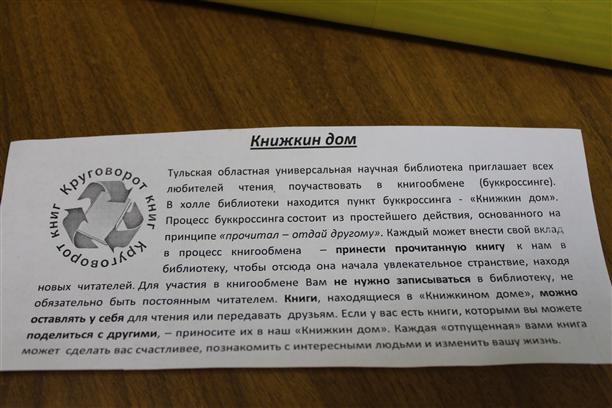 Книжкин дом
Круговорот книг Круговорот книг
Тульская областная универсальная научная библиотека приглашает всех
любителей чтения поучаствовать в книгообмене (буккроссинге).
В холле библиотеки находится пункт буккроссинга - «Книжкин дом».
Процесс буккроссинга состоит из простейшего действия, основанного на
принципе «прочитал – отдай другому». Каждый может внести свой вклад
в процесс книгообмена – принести прочитанную книгу к нам в
библиотеку, чтобы отсюда она начала увлекательное странствие, находя
новых читателей. Для участия в книгообмене Вам не нужно записываться в библиотеку, не
обязательно быть постоянным читателем. Книги, находящиеся в «Книжкином доме», можно
оставлять у себя для чтения или передавать друзьям. Если у вас есть книги, которыми вы можете
поделиться с другими, – приносите их в наш «Книжкин дом». Каждая «отпущенная» вами книга
может сделать вас счастливее, познакомить с интересными людьми и изменить вашу жизнь.